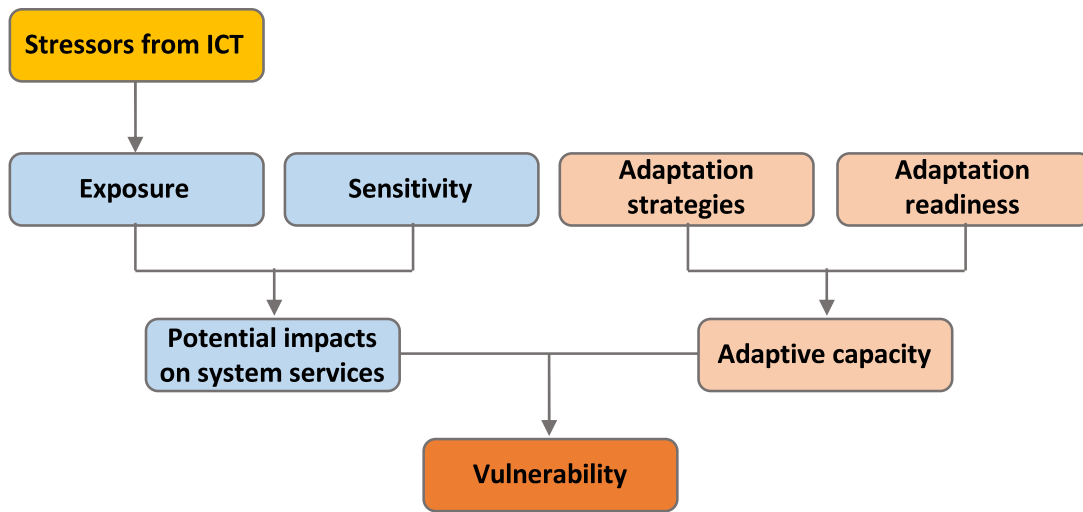 Stressors from ICT
Exposure
Sensitivity
Adaptation
strategies
Adaptation
readiness
Potential impacts
on system services
Adaptive capacity
Vulnerability